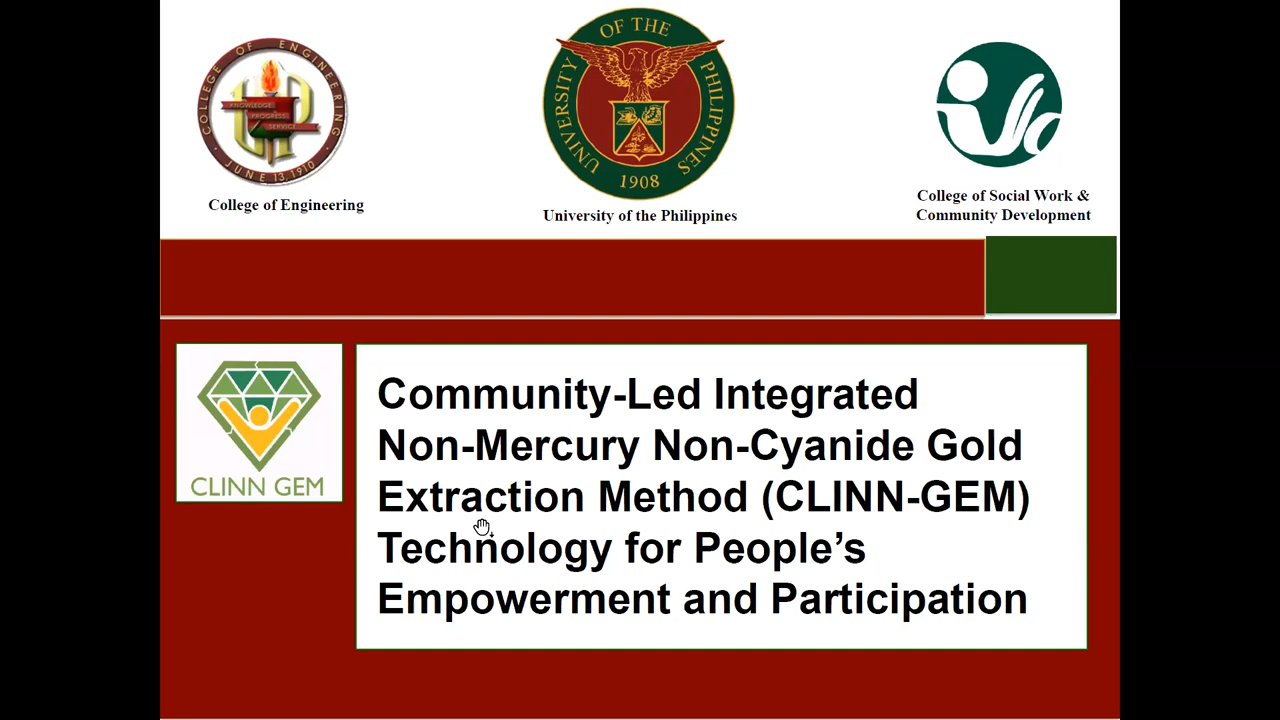 COLLEGE OF ENGINEERING
KNOWLEDGE
PROGRESS
SERVICE
JUNE 13, 1910
College of Engineering
UNIVERSITY OF THE PHILIPPINES
1908
University of the Philippines
College of Social Work &
Community Development
CLINN GEM
Community-Led Integrated
Non-Mercury Non-Cyanide Gold
Extraction Method (CLINN-GEM)
Technology for People’s
Empowerment and Participation